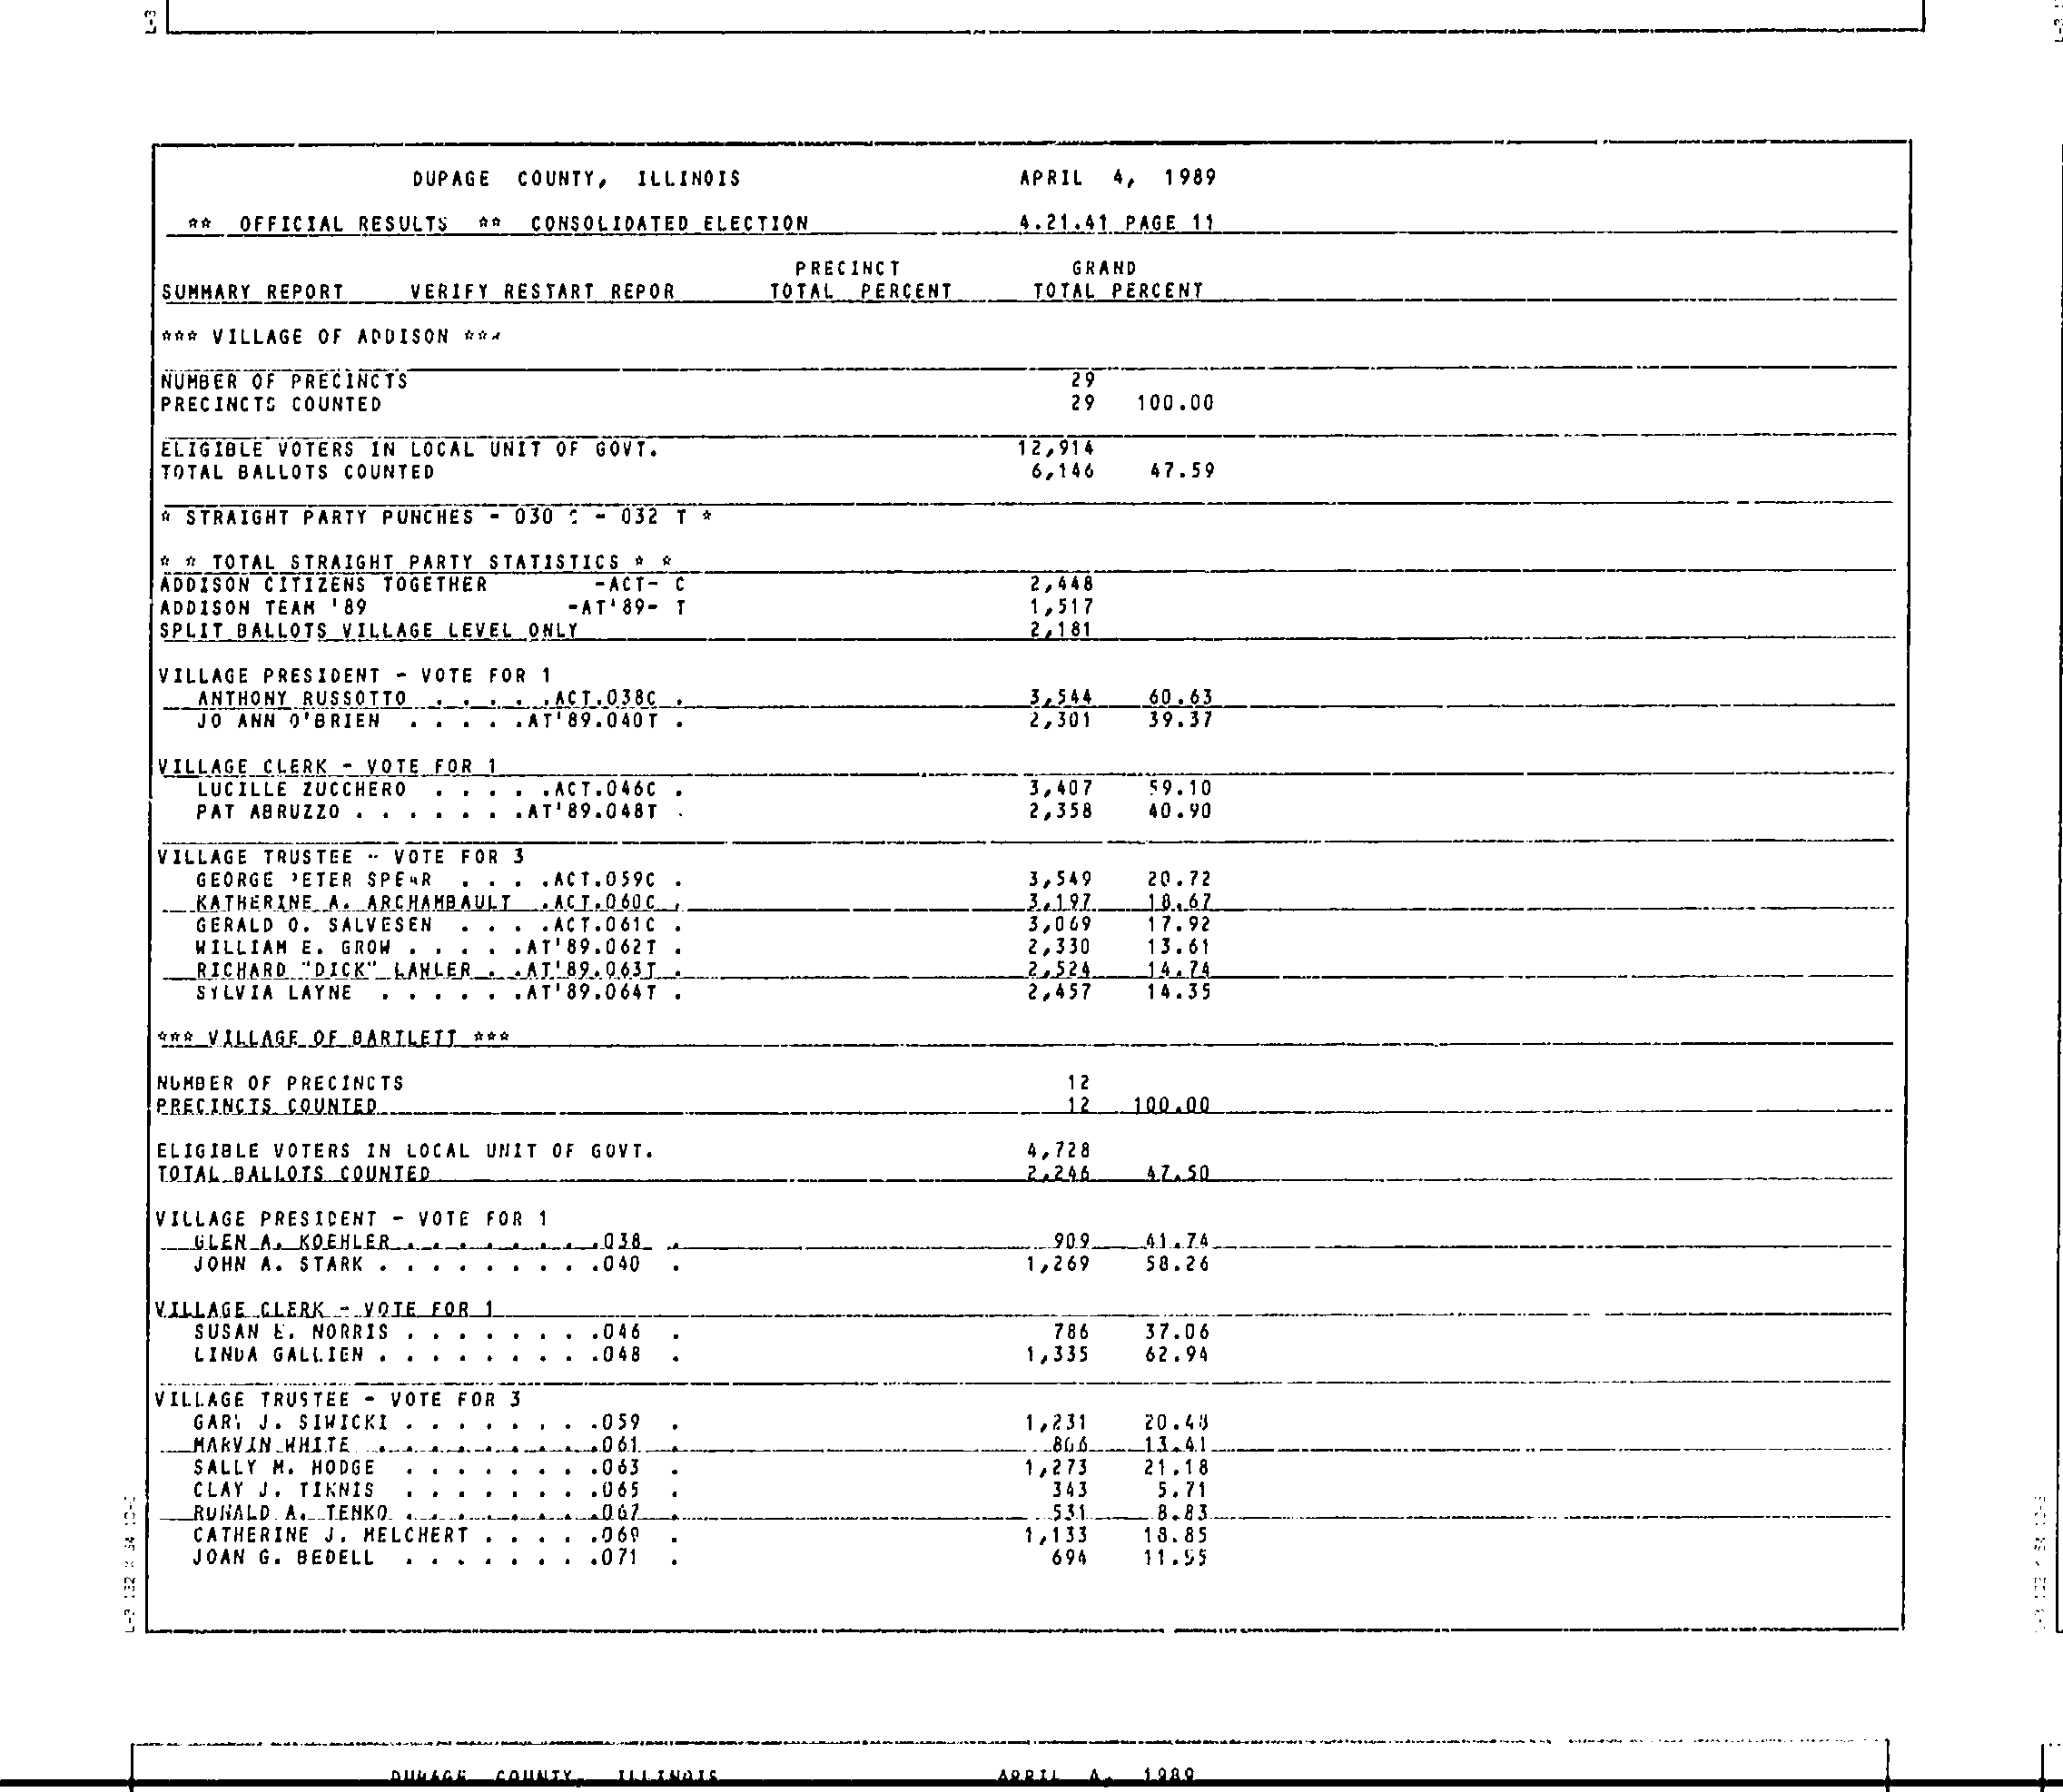 DUPAGE COUNTY, ILLINOIS APRIL 4, 1989
** OFFICIAL RESULTS ** CONSOLIDATED ELECTION 4.21.41 PAGE 11
PRECINCT GRAND
SUMMARY REPORT VERIFY RESTART REPOR TOTAL PERCENT TOTAL PERCENT
*** VILLAGE OF ADDISON ***
NUMBER OF PRECINCTS 29
PRECINCTS COUNTED 29 100.00
ELIGIBLE VOTERS IN LOCAL UNIT OF GOVT. 12,914
TOTAL BALLOTS COUNTED 6,146 47.59
* STRAIGHT PARTY PUNCHES - 030 - 032 T *
* * TOTAL STRAIGHT PARTY STATISTICS * *
ADDISON CITIZENS TOGETHER -ACT- C 2,448
ADDISON TEAM '89 -AT'89- T 1,517
SPLIT BALLOTS VILLAGE LEVEL ONLY 2,181
VILLAGE PRESIDENT - VOTE FOR 1
ANTHONY RUSSOTTO . . . . .ACT.038C . 3,544 60.63
JO ANN O'BRIEN . . . . .AT'89.040T . 2,301 39.37
VILLAGE CLERK - VOTE FOR 1
LUCILLE ZUCCHERO . . . . .ACT.046C . 3,407 59.10
PAT ABRUZZO . . . . . . .AT'89.048T . 2,358 40.90
VILLAGE TRUSTEE - VOTE FOR 3
GEORGE PETER . . . .ACT.059C . 3,549 20.72
KATHERINE A. ARCHAMBAULT .ACT.060C . 3,197 18.67
GERALD O. SALVESEN . . . .ACT.061C . 3,069 17.92
WILLIAM E. GROW . . . . .AT'89.062T . 2,330 13.61
RICHARD "DICK" LAWLER . .AT'89.063T . 2,524 14.74
SYLVIA LAYNE . . . . . .AT'89.064T . 2,457 14.35
*** VILLAGE OF BARTLETT ***
NUMBER OF PRECINCTS 12
PRECINCTS COUNTED 12 100.00
ELIGIBLE VOTERS IN LOCAL UNIT OF GOVT. 4,728
TOTAL BALLOTS COUNTED 2,246 47.50
VILLAGE PRESIDENT - VOTE FOR 1
GLEN A. KOEHLER . . . . . . . . .038 . 909 41.74
JOHN A. STARK . . . . . . . . . .040 . 1,269 58.26
VILLAGE CLERK - VOTE FOR 1
SUSAN E. NORRIS . . . . . . . .046 . 786 37.06
LINDA GALLIEN . . . . . . . . . .048 . 1,335 62.94
VILLAGE TRUSTEE - VOTE FOR 3
GARY J. SIWICKI . . . . . . . .059 . 1,231 20.48
MARVIN WHITE . . . . . . . . . .061 . 806 13.41
SALLY M. HODGE . . . . . . . .063 . 1,273 21.18
CLAY J. TIKNIS . . . . . . . .065 . 343 5.71
RONALD A. TENKO . . . . . . . . .067 . 531 8.83
CATHERINE J. MELCHERT . . . . .069 . 1,133 18.85
JOAN G. BEDELL . . . . . . . .071 . 694 11.55
DUPAGE COUNTY, ILLINOIS APRIL 4, 1989